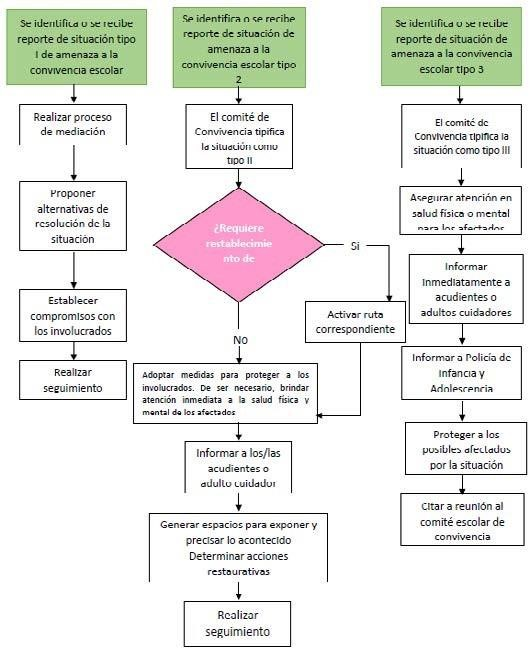 Se identifica o se recibe
reporte de situación tipo
I de amenaza a la
convivencia escolar
Realizar proceso
de mediación
Proponer
alternativas de
resolución de la
situación
Establecer
compromisos con
los involucrados
Realizar
seguimiento
Se identifica o se recibe
reporte de situación de
amenaza a la
convivencia escolar tipo
2
El comité de
Convivencia tipifica
la situación como
tipo II
¿Requiere
restablecimie
nto de
Si
No
Activar ruta
correspondiente
Adoptar medidas para proteger a los
involucrados. De ser necesario, brindar
atención inmediata a la salud física y
mental de los afectados
Informar a los/las
acudientes o
adulto cuidador
Generar espacios para exponer y
precisar lo acontecido
Determinar acciones
restaurativas
Realizar
seguimiento
Se identifica o se recibe
reporte de situación de
amenaza a la convivencia
escolar tipo 3
El comité de
Convivencia tipifica la
situación como tipo III
Asegurar atención en
salud física o mental
para los afectados
Informar
inmediatamente a
acudientes o
adultos cuidadores
Informar a Policía de
Infancia y
Adolescencia
Proteger a los
posibles afectados
por la situación
Citar a reunión al
comité escolar de
convivencia